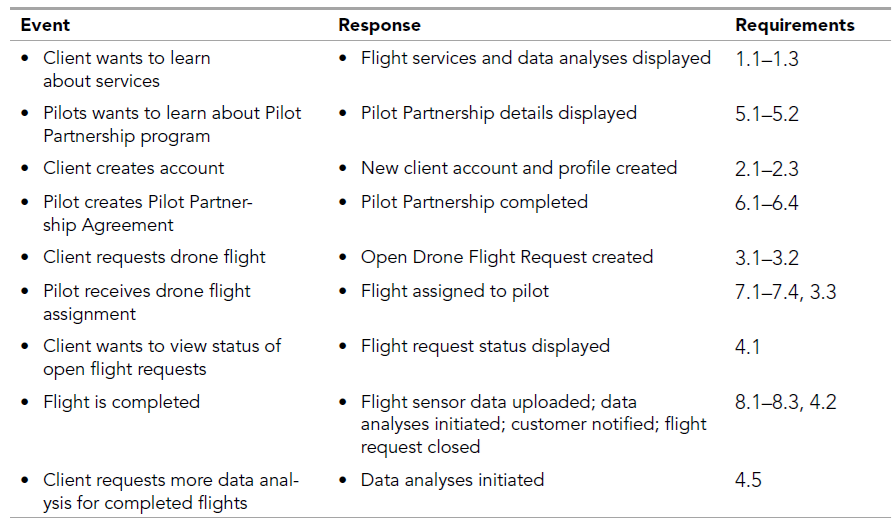 Event Response Requirements
• Client wants to learn • Flight services and data analyses displayed 1.1–1.3
about services
• Pilots wants to learn about Pilot • Pilot Partnership details displayed 5.1–5.2
Partnership program
• Client creates account • New client account and profile created 2.1–2.3
• Pilot creates Pilot Partner- • Pilot Partnership completed 6.1–6.4
ship Agreement
• Client requests drone flight • Open Drone Flight Request created 3.1–3.2
• Pilot receives drone flight • Flight assigned to pilot 7.1–7.4, 3.3
assignment
• Client wants to view status of • Flight request status displayed 4.1
open flight requests
• Flight is completed • Flight sensor data uploaded; data 8.1–8.3, 4.2
analyses initiated; customer notified; flight
request closed
• Client requests more data anal- • Data analyses initiated 4.5
ysis for completed flights